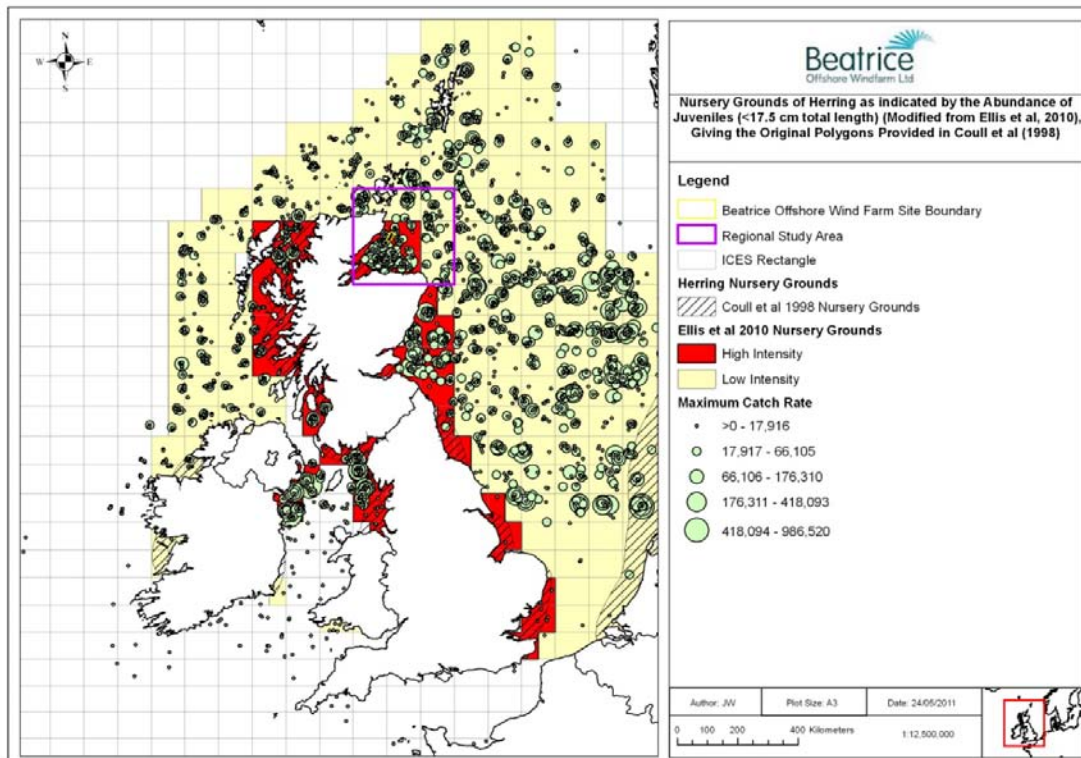 N
W E
S
Beatrice
Offshore Windfarm Ltd
Nursery Grounds of Herring as indicated by the Abundance of
Juveniles (<17.5 cm total length) (Modified from Ellis et al, 2010),
Giving the Original Polygons Provided in Coull et al (1998)
Legend
Beatrice Offshore Wind Farm Site Boundary
Regional Study Area
ICES Rectangle
Herring Nursery Grounds
Coull et al 1998 Nursery Grounds
Ellis et al 2010 Nursery Grounds
High Intensity
Low Intensity
Maximum Catch Rate
>0 - 17,916
17,917 - 66,105
66,106 - 176,310
176,311 - 418,093
418,094 - 986,520
Author: JW Plot Size: A3 Date: 24/05/2011
0 100 200 400 Kilometers 1:12,500,000